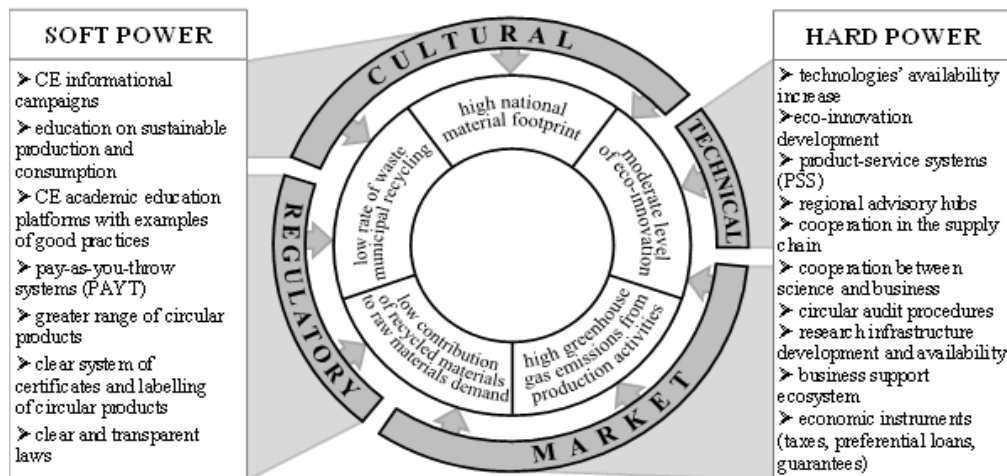 SOFT POWER
➤ CE informational
campaigns
➤ education on sustainable
production and
consumption
➤ CE academic education
platforms with examples
of good practices
➤ pay-as-you-throw
systems (PAYT)
➤ greater range of circular
products
➤ clear system of
certificates and labelling
of circular products
➤ clear and transparent
laws
CULTURAL
TECHNICAL
MARKET
REGULATORY
high national
material footprint
moderate level
of eco-innovation
high greenhouse
gas emissions from
production activities
low contribution
of recycled materials
to raw materials demand
low rate of waste
municipal recycling
HARD POWER
➤ technologies' availability
increase
➤eco-innovation
development
➤ product-service systems
(PSS)
➤ regional advisory hubs
➤ cooperation in the supply
chain
➤ cooperation between
science and business
➤ circular audit procedures
➤ research infrastructure
development and availability
➤ business support
ecosystem
➤ economic instruments
(taxes, preferential loans,
guarantees)